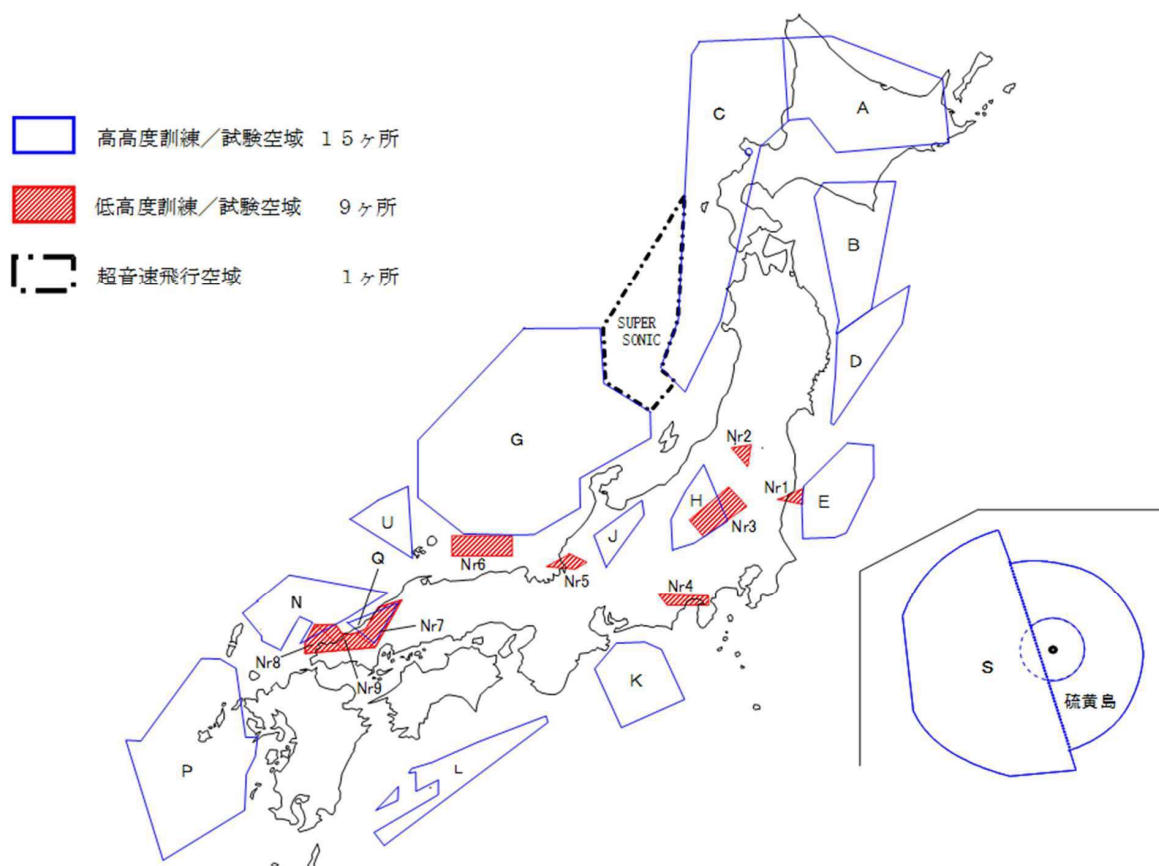 高高度訓練／試験空域 １５ヶ所
低高度訓練／試験空域 ９ヶ所
超音速飛行空域 １ヶ所
A
C
B
SUPER
SONIC
D
G
Nr2
H
Nr1
E
U
J
Nr3
Q
Nr6
Nr5
N
Nr4
Nr7
Nr8
Nr9
K
S
硫黄島
P
L